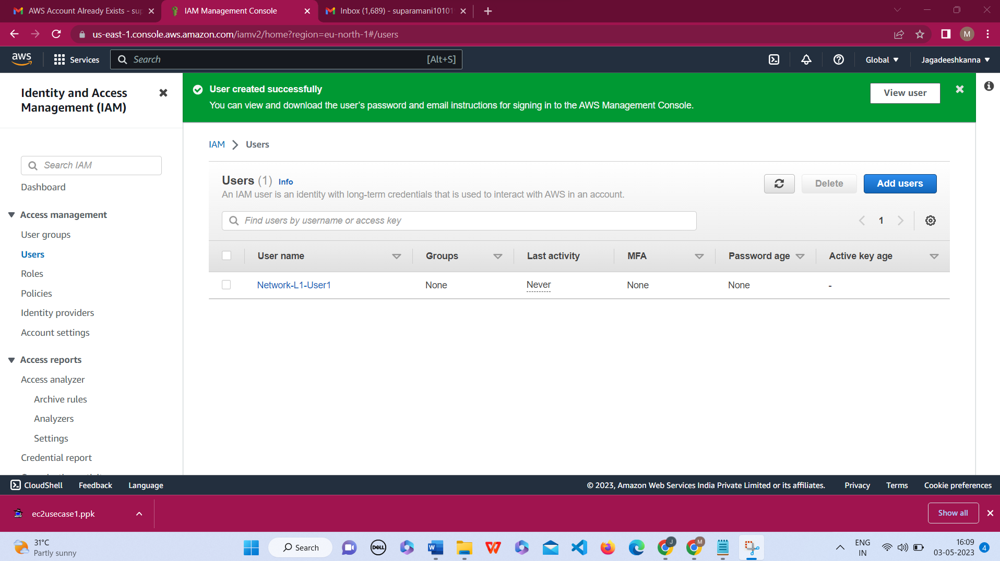 AWS Account Already Exists - sup
IAM Management Console
Inbox (1,689) - suparamani10101
us-east-1.console.aws.amazon.com/iamv2/home?region=eu-north-1#/users
M
aws
Services
Search
[Alt+S]
Global
Jagadeeshkanna
Identity and Access
Management (IAM)
User created successfully
You can view and download the user's password and email instructions for signing in to the AWS Management Console.
View user
IAM
Users
Search IAM
Dashboard
Access management
User groups
Users
Roles
Policies
Identity providers
Account settings
Access reports
Access analyzer
Archive rules
Analyzers
Settings
Credential report
Users (1) Info
An IAM user is an identity with long-term credentials that is used to interact with AWS in an account.
Delete
Add users
Find users by username or access key
1
User name Groups Last activity MFA Password age Active key age
Network-L1-User1 None Never None None -
CloudShell
Feedback
Language
© 2023, Amazon Web Services India Private Limited or its affiliates.
Privacy
Terms
Cookie preferences
ec2usecase1.ppk
Show all
31°C
Partly sunny
Search
DELL
W
J
M
ENG
IN
16:09
03-05-2023
4